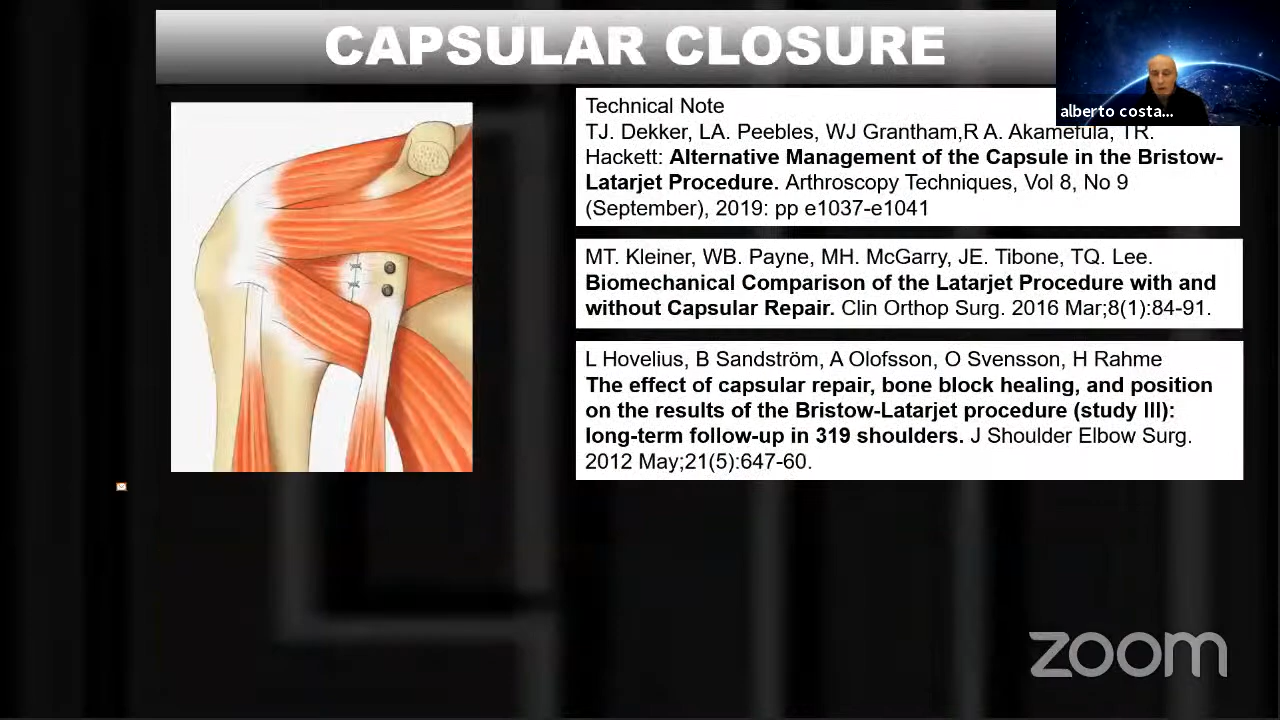 CAPSULAR CLOSURE
alberto costa...
Technical Note
TJ. Dekker, LA. Peebles, WJ Grantham,R A. Akamefula, TR.
Hackett: Alternative Management of the Capsule in the Bristow-
Latarjet Procedure. Arthroscopy Techniques, Vol 8, No 9
(September), 2019: pp e1037-e1041
MT. Kleiner, WB. Payne, MH. McGarry, JE. Tibone, TQ. Lee.
Biomechanical Comparison of the Latarjet Procedure with and
without Capsular Repair. Clin Orthop Surg. 2016 Mar;8(1):84-91.
L Hovelius, B Sandström, A Olofsson, O Svensson, H Rahme
The effect of capsular repair, bone block healing, and position
on the results of the Bristow-Latarjet procedure (study III):
long-term follow-up in 319 shoulders. J Shoulder Elbow Surg.
2012 May;21(5):647-60.
zoom